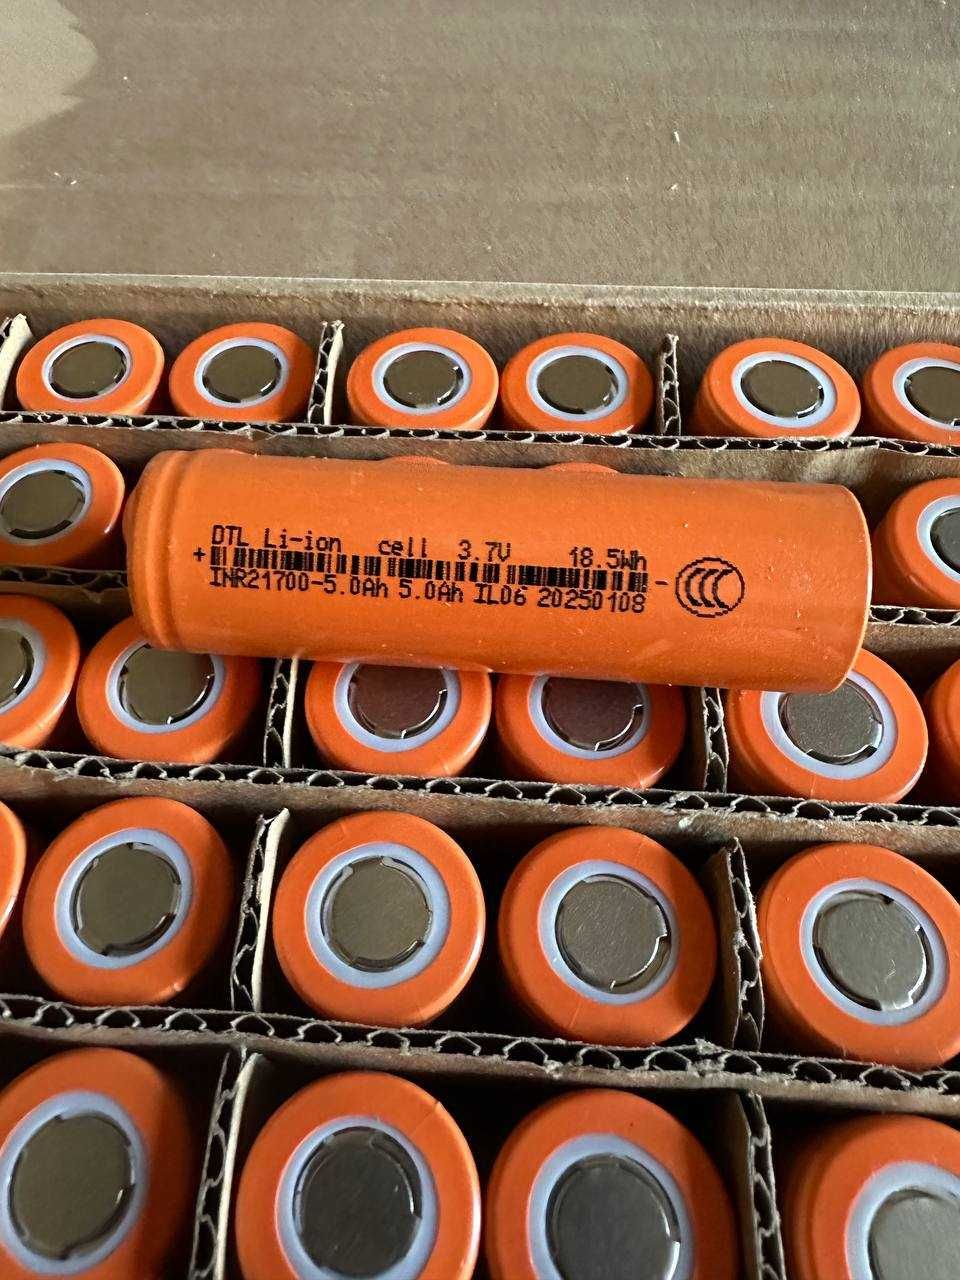 DTL Li-ion cell 3.7V 18.5Wh
+ -
INR21700-5.0Ah 5.0Ah IL06 20250108